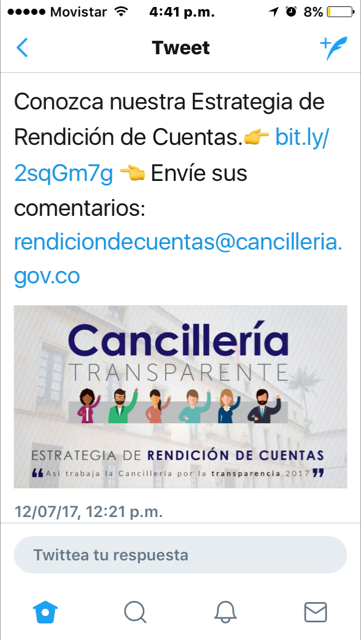 Movistar 4:41 p.m. 8%
Tweet
Conozca nuestra Estrategia de
Rendición de Cuentas.👉 bit.ly/
2sqGm7g 👈 Envíe sus
comentarios:
rendiciondecuentas@cancilleria.
gov.co
Cancillería
TRANSPARENTE
ESTRATEGIA DE RENDICIÓN DE CUENTAS
❝Así trabaja la Cancillería por la transparencia 2017❞
12/07/17, 12:21 p.m.
Twittea tu respuesta